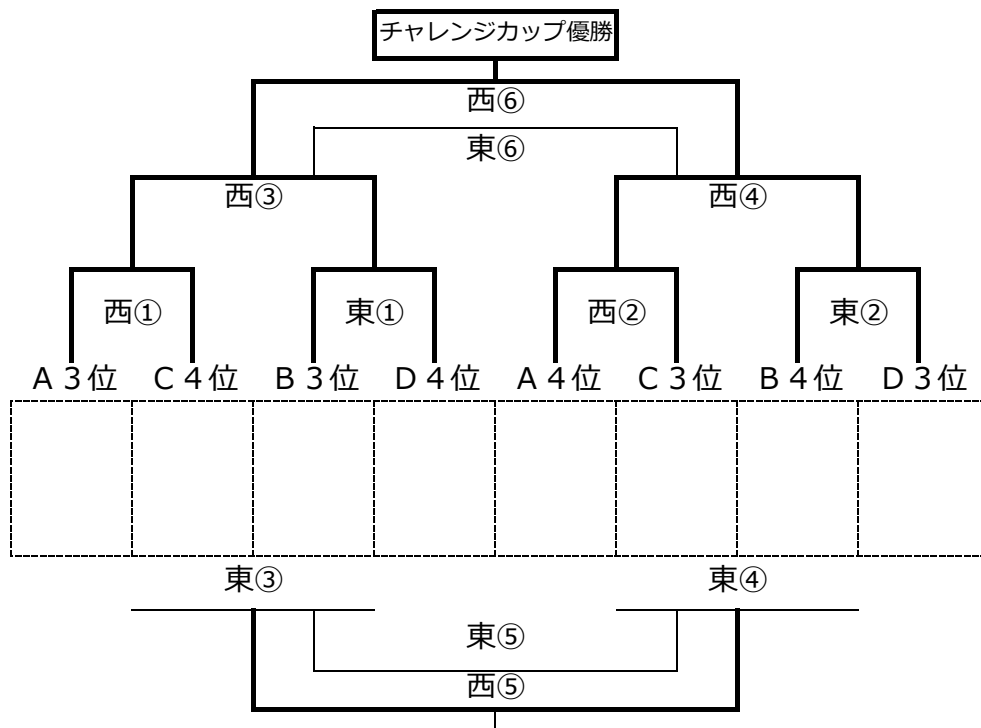 チャレンジカップ優勝
西⑥
東⑥
西③ 西④
西① 東① 西② 東②
A３位 C４位 B３位 D４位 A４位 C３位 B４位 D３位
東③ 東④
東⑤
西⑤